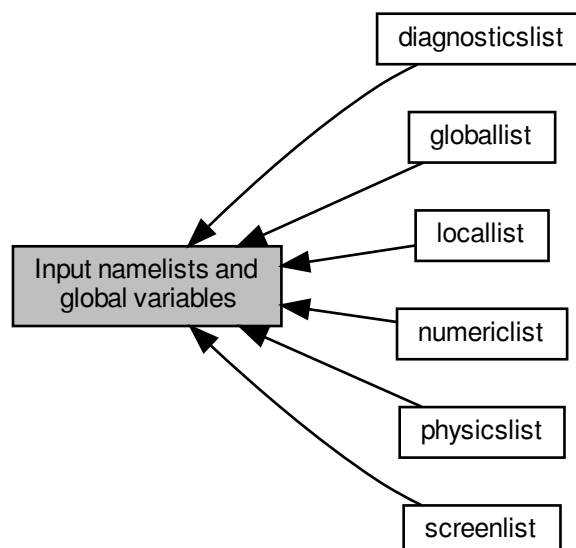 diagnosticslist
globallist
locallist
Input namelists and
global variables
numericlist
physicslist
screenlist